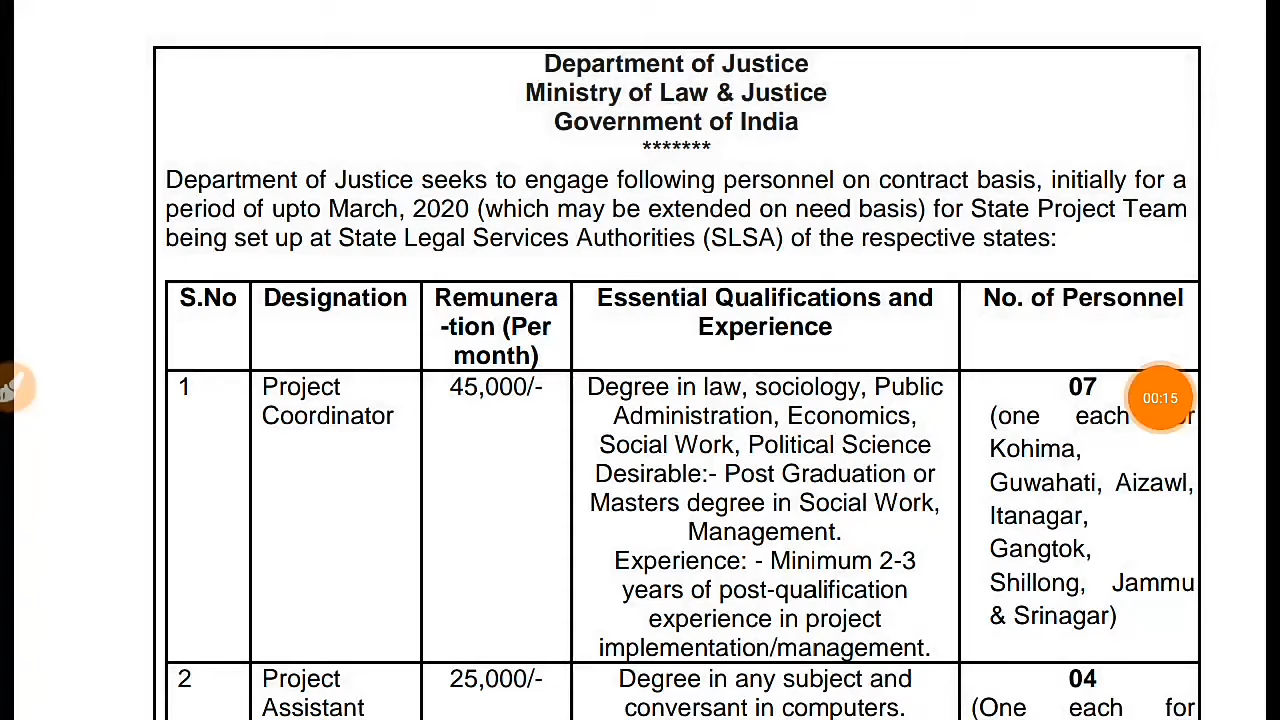 Department of Justice
Ministry of Law & Justice
Government of India
*******
Department of Justice seeks to engage following personnel on contract basis, initially for a
period of upto March, 2020 (which may be extended on need basis) for State Project Team
being set up at State Legal Services Authorities (SLSA) of the respective states:
S.No Designation Remunera Essential Qualifications and No. of Personnel
-tion (Per Experience
month)
1 Project 45,000/- Degree in law, sociology, Public 07
Coordinator Administration, Economics, (one each
Social Work, Political Science Kohima,
Desirable:- Post Graduation or Guwahati, Aizawl,
Masters degree in Social Work, Itanagar,
Management. Gangtok,
Experience: - Minimum 2-3 Shillong, Jammu
years of post-qualification & Srinagar)
experience in project
implementation/management.
2 Project 25,000/- Degree in any subject and 04
Assistant conversant in computers. (One each for
00:15